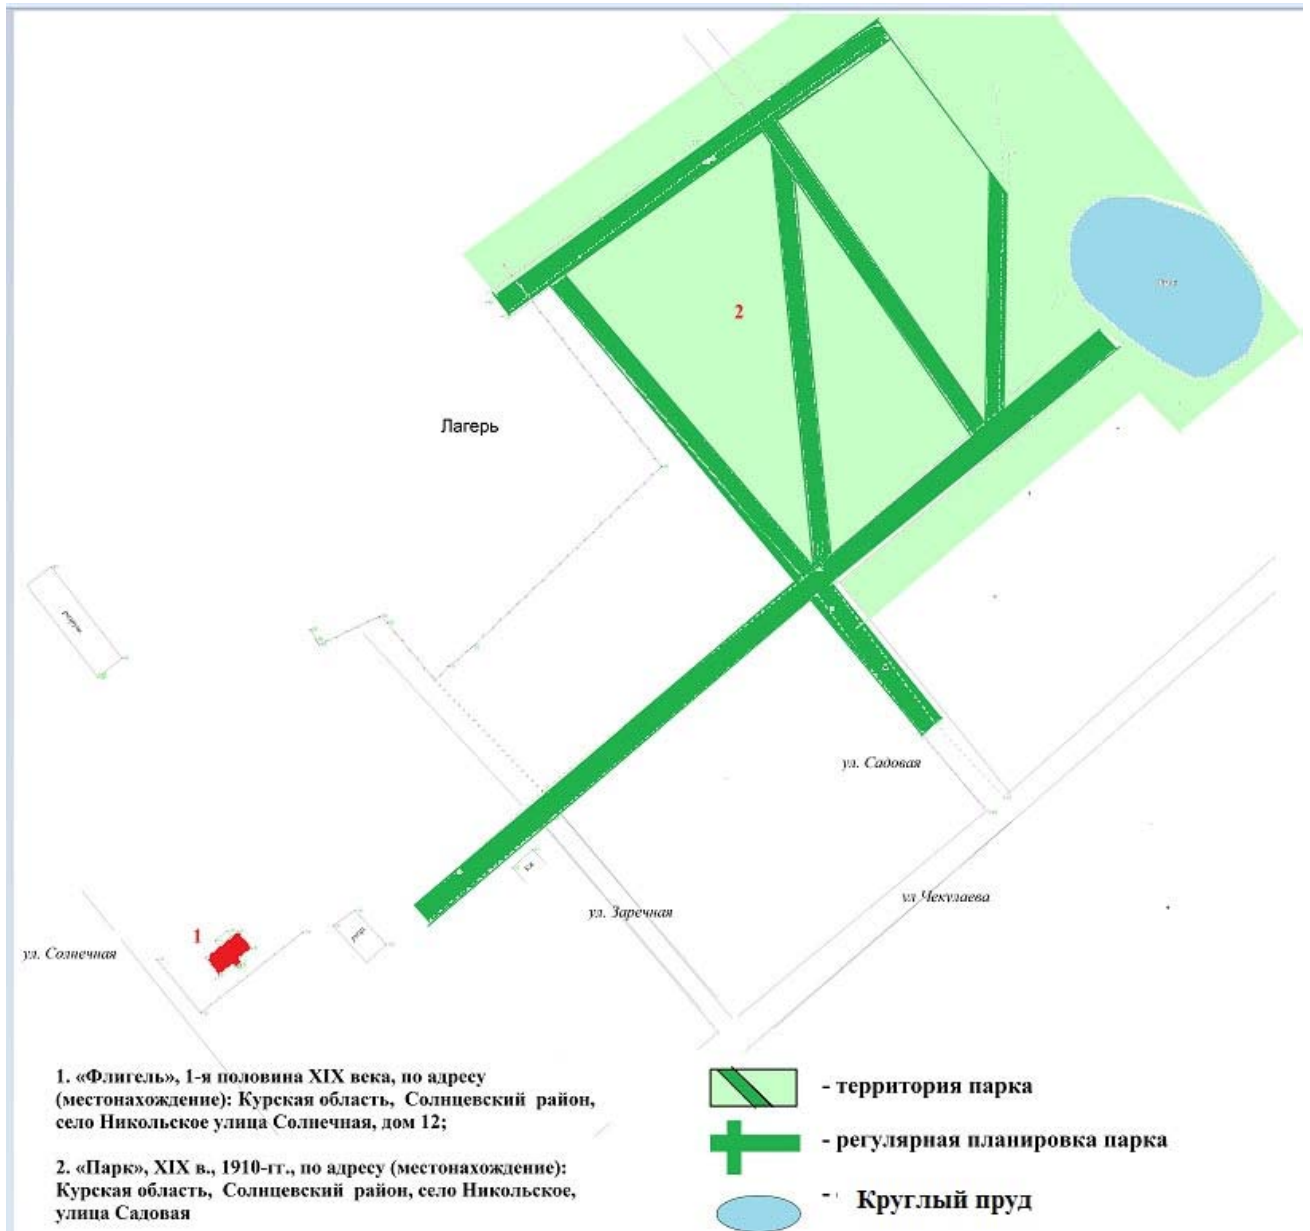 2
Лагерь
ул. Садовая
ул Чекулаева
ул. Заречная
1
ул. Солнечная
1. «Флигель», 1-я половина XIX века, по адресу
(местонахождение): Курская область, Солнцевский район,
село Никольское улица Солнечная, дом 12;
2. «Парк», XIX в., 1910-гг., по адресу (местонахождение):
Курская область, Солнцевский район, село Никольское,
улица Садовая
- территория парка
- регулярная планировка парка
- Круглый пруд